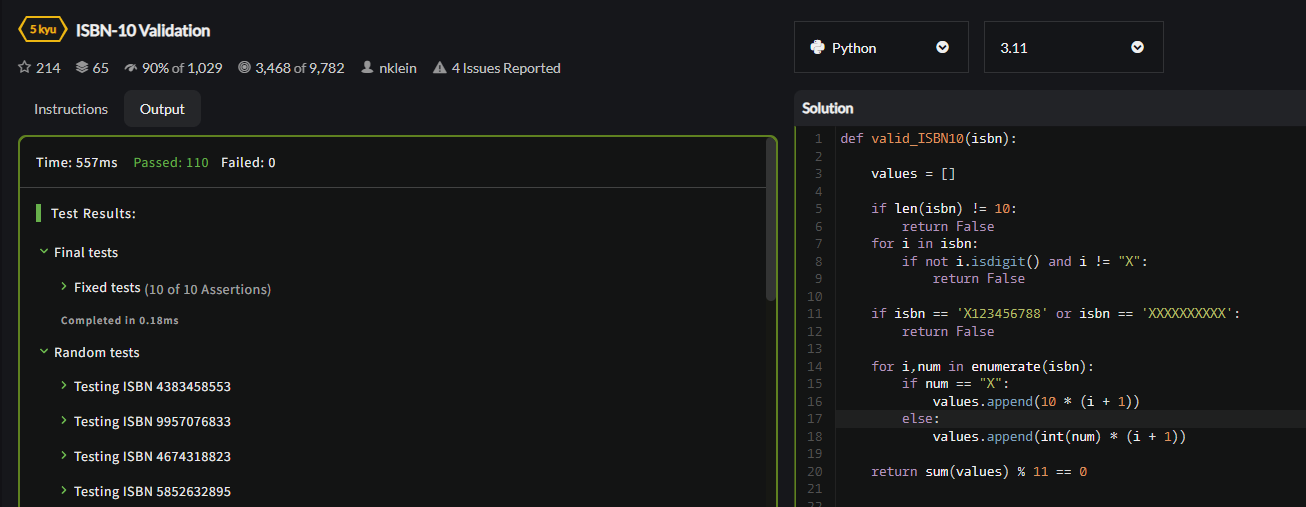 5 kyu ISBN-10 Validation
214 65 90% of 1,029 3,468 of 9,782 nklein 4 Issues Reported
Python 3.11
Instructions Output
Time: 557ms Passed: 110 Failed: 0
Test Results:
Final tests
Fixed tests (10 of 10 Assertions)
Completed in 0.18ms
Random tests
Testing ISBN 4383458553
Testing ISBN 9957076833
Testing ISBN 4674318823
Testing ISBN 5852632895
Solution
1 def valid_ISBN10(isbn):
2
3     values = []
4
5     if len(isbn) != 10:
6         return False
7     for i in isbn:
8         if not i.isdigit() and i != "X":
9             return False
10
11     if isbn == 'X123456788' or isbn == 'XXXXXXXXXX':
12         return False
13
14     for i,num in enumerate(isbn):
15         if num == "X":
16             values.append(10 * (i + 1))
17         else:
18             values.append(int(num) * (i + 1))
19
20     return sum(values) % 11 == 0
21
22